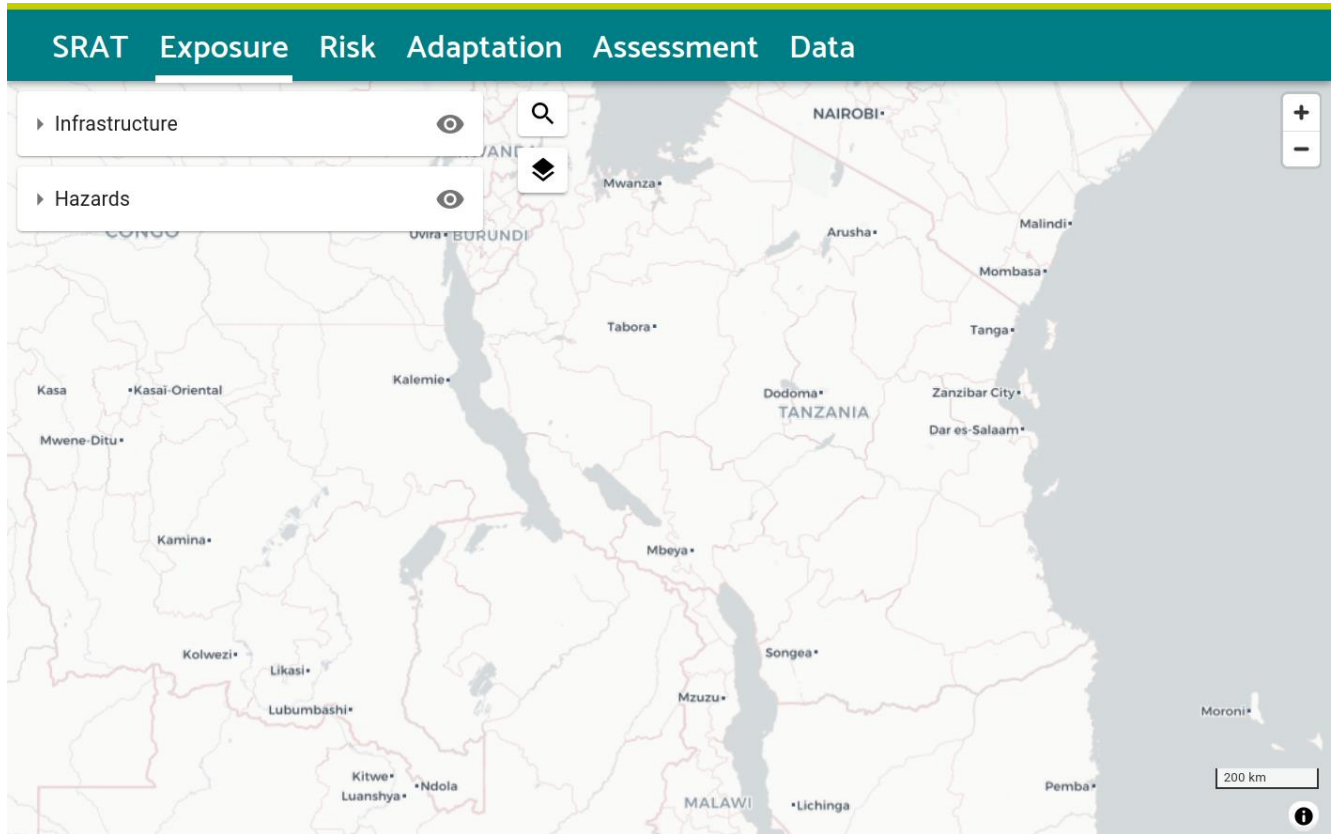 SRAT Exposure Risk Adaptation Assessment Data
Infrastructure
Hazards
NAIROBI
Mwanza
Malindi
Arusha
Uvira BURUNDI
Mombasa
Tabora
Tanga
Kalemie
Kasa
Kasaï-Oriental
Dodoma
Zanzibar City
TANZANIA
Dar es-Salaam
Mwene-Ditu
Kamina
Mbeya
Kolwezi
Songea
Likasi
Mzuzu
Lubumbashi
Moroni
Kitwe
Ndola
200 km
Luanshya
Pemba
MALAWI
Lichinga